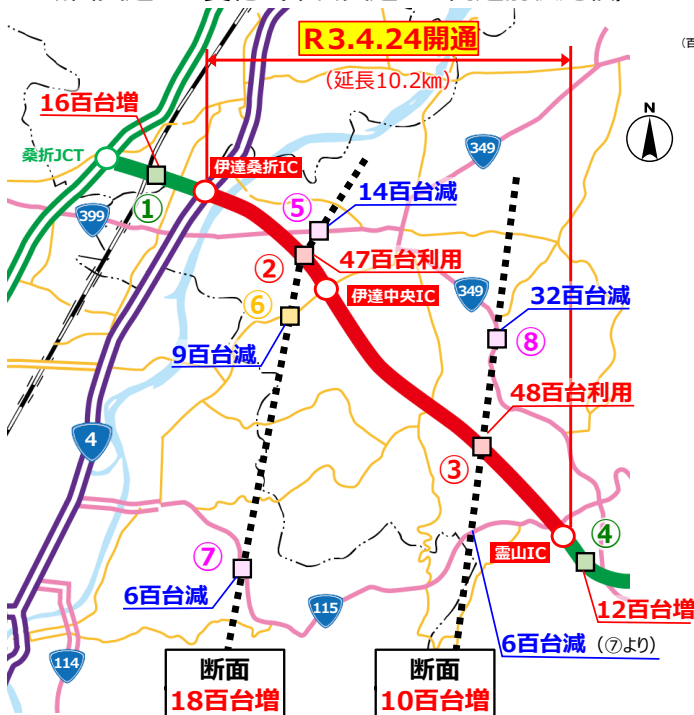 R3.4.24開通
(延長10.2km)
(百
N
16百台増
桑折JCT
伊達桑折IC
349
①
399
⑤
14百台減
②
47百台利用
伊達中央IC
349
⑥
9百台減
32百台減
⑧
48百台利用
4
③
⑦
霊山IC
④
6百台減
115
12百台増
6百台減 (⑦より)
114
断面
18百台増
断面
10百台増